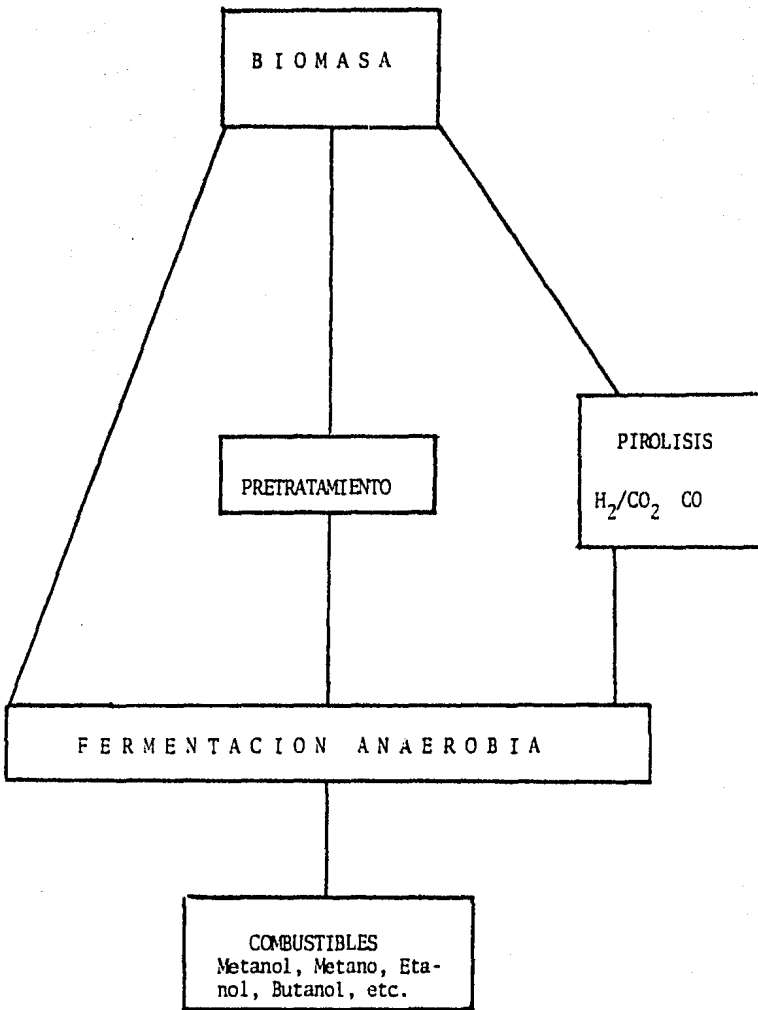 BIOMASA
PIROLISIS
H₂/CO₂ CO
PRETRATAMIENTO
FERMENTACION ANAEROBIA
COMBUSTIBLES
Metanol, Metano, Eta-
nol, Butanol, etc.